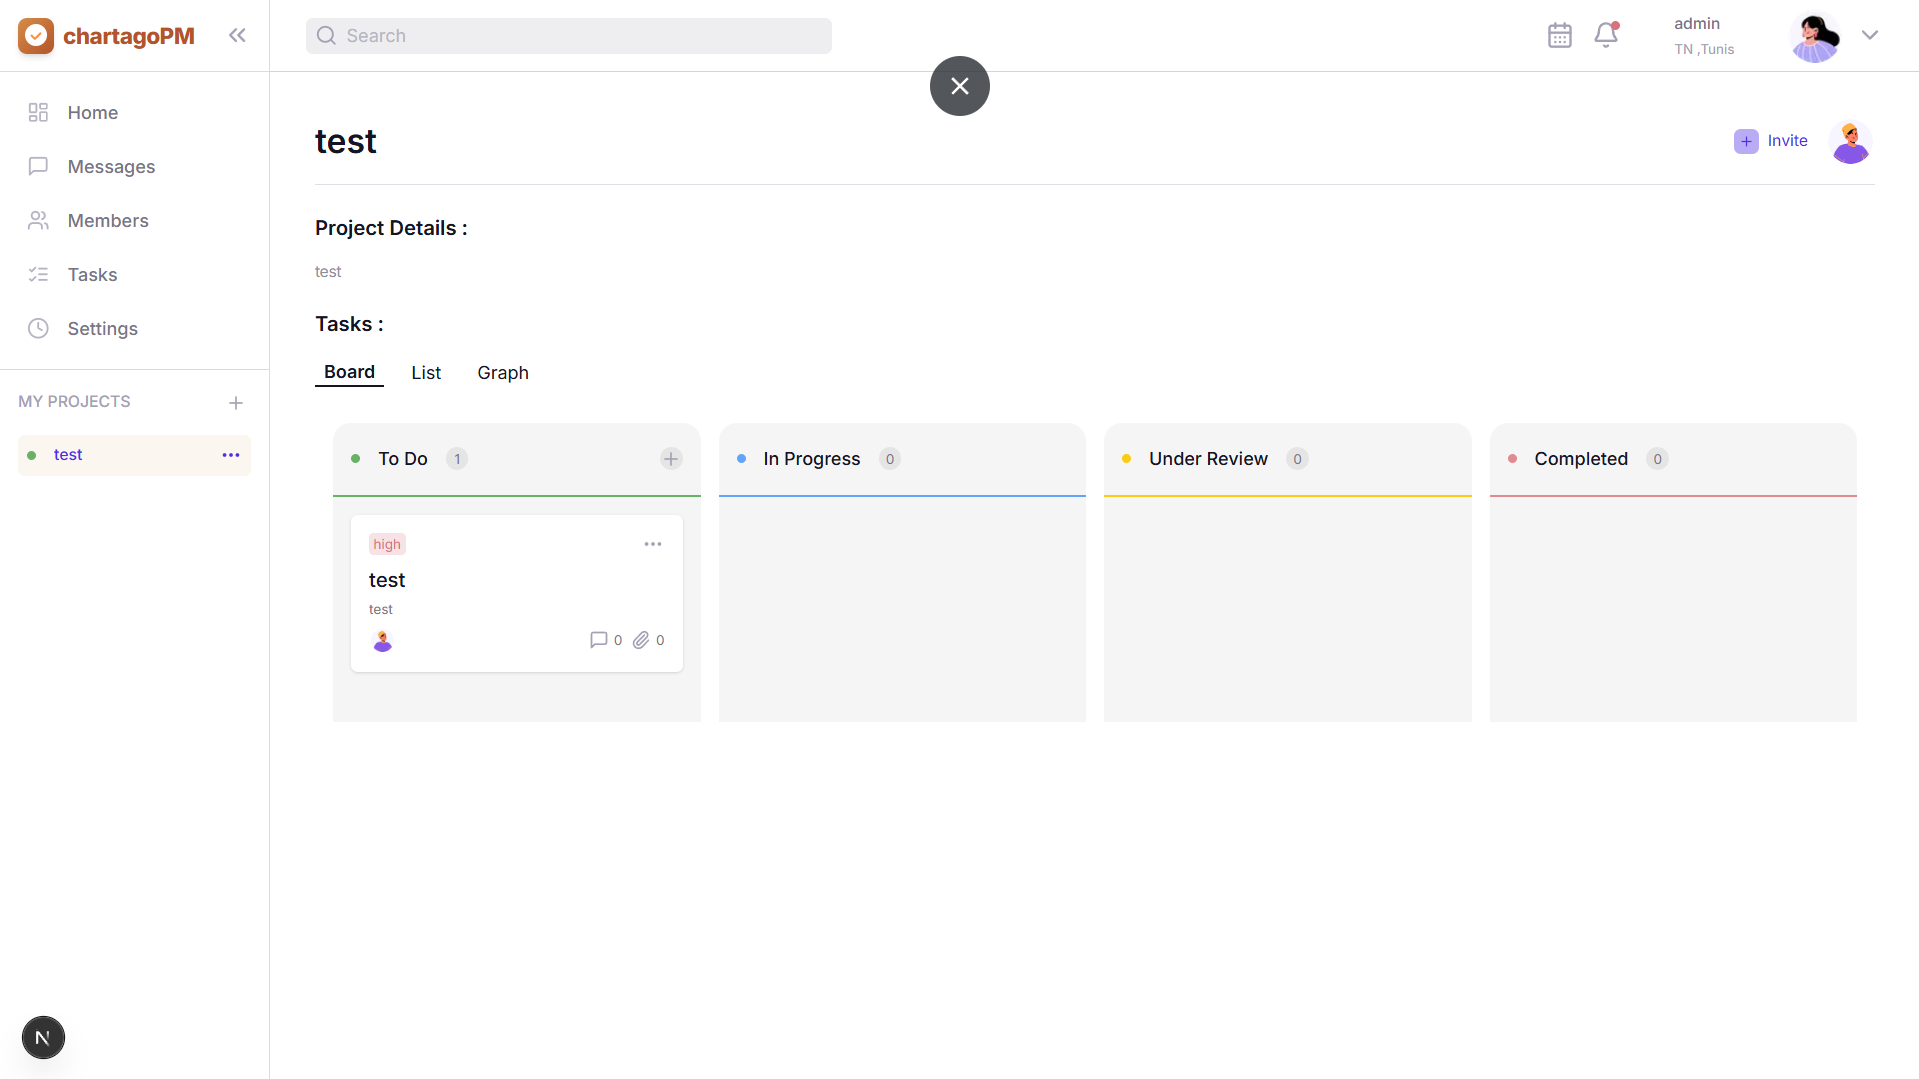 chartagoPM
Search
admin
TN ,Tunis
Home
Messages
Members
Tasks
Settings
MY PROJECTS
test
test
Invite
Project Details :
test
Tasks :
Board List Graph
To Do 1
In Progress 0
Under Review 0
Completed 0
high
test
test
0 0
N